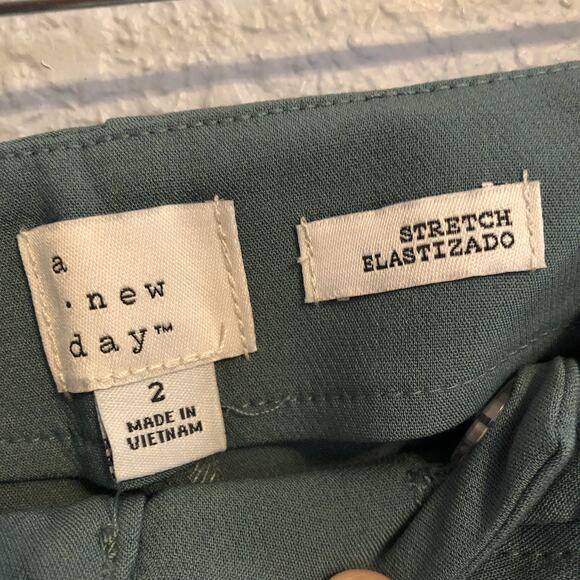 a
· new
day™
2
MADE IN
VIETNAM
STRETCH
ELASTIZADO